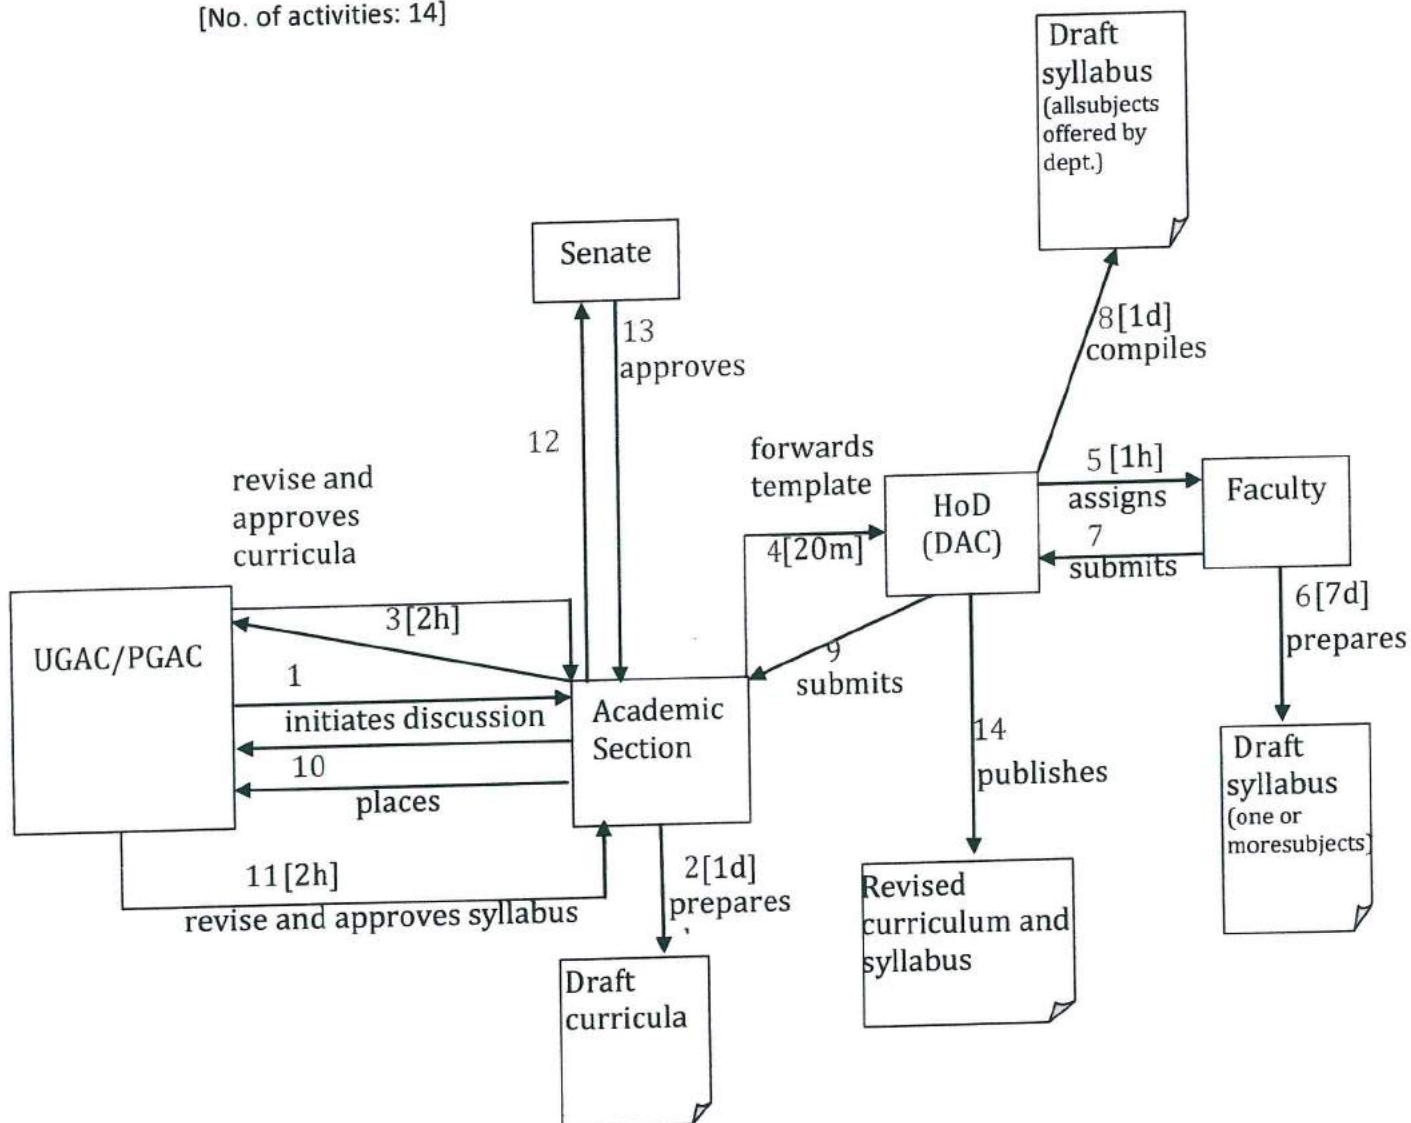 [No. of activities: 14]
Draft
syllabus
(allsubjects
offered by
dept.)
Senate
13
approves
8[1d]
compiles
12
forwards
template
4[20m]
HoD
(DAC)
5[1h]
assigns
7
submits
Faculty
revise and
approves
curricula
3[2h]
6[7d]
prepares
UGAC/PGAC
1
initiates discussion
10
places
Academic
Section
9
submits
14
publishes
Draft
syllabus
(one or
moresubjects)
11[2h]
revise and approves syllabus
2[1d]
prepares
Revised
curriculum and
syllabus
Draft
curricula